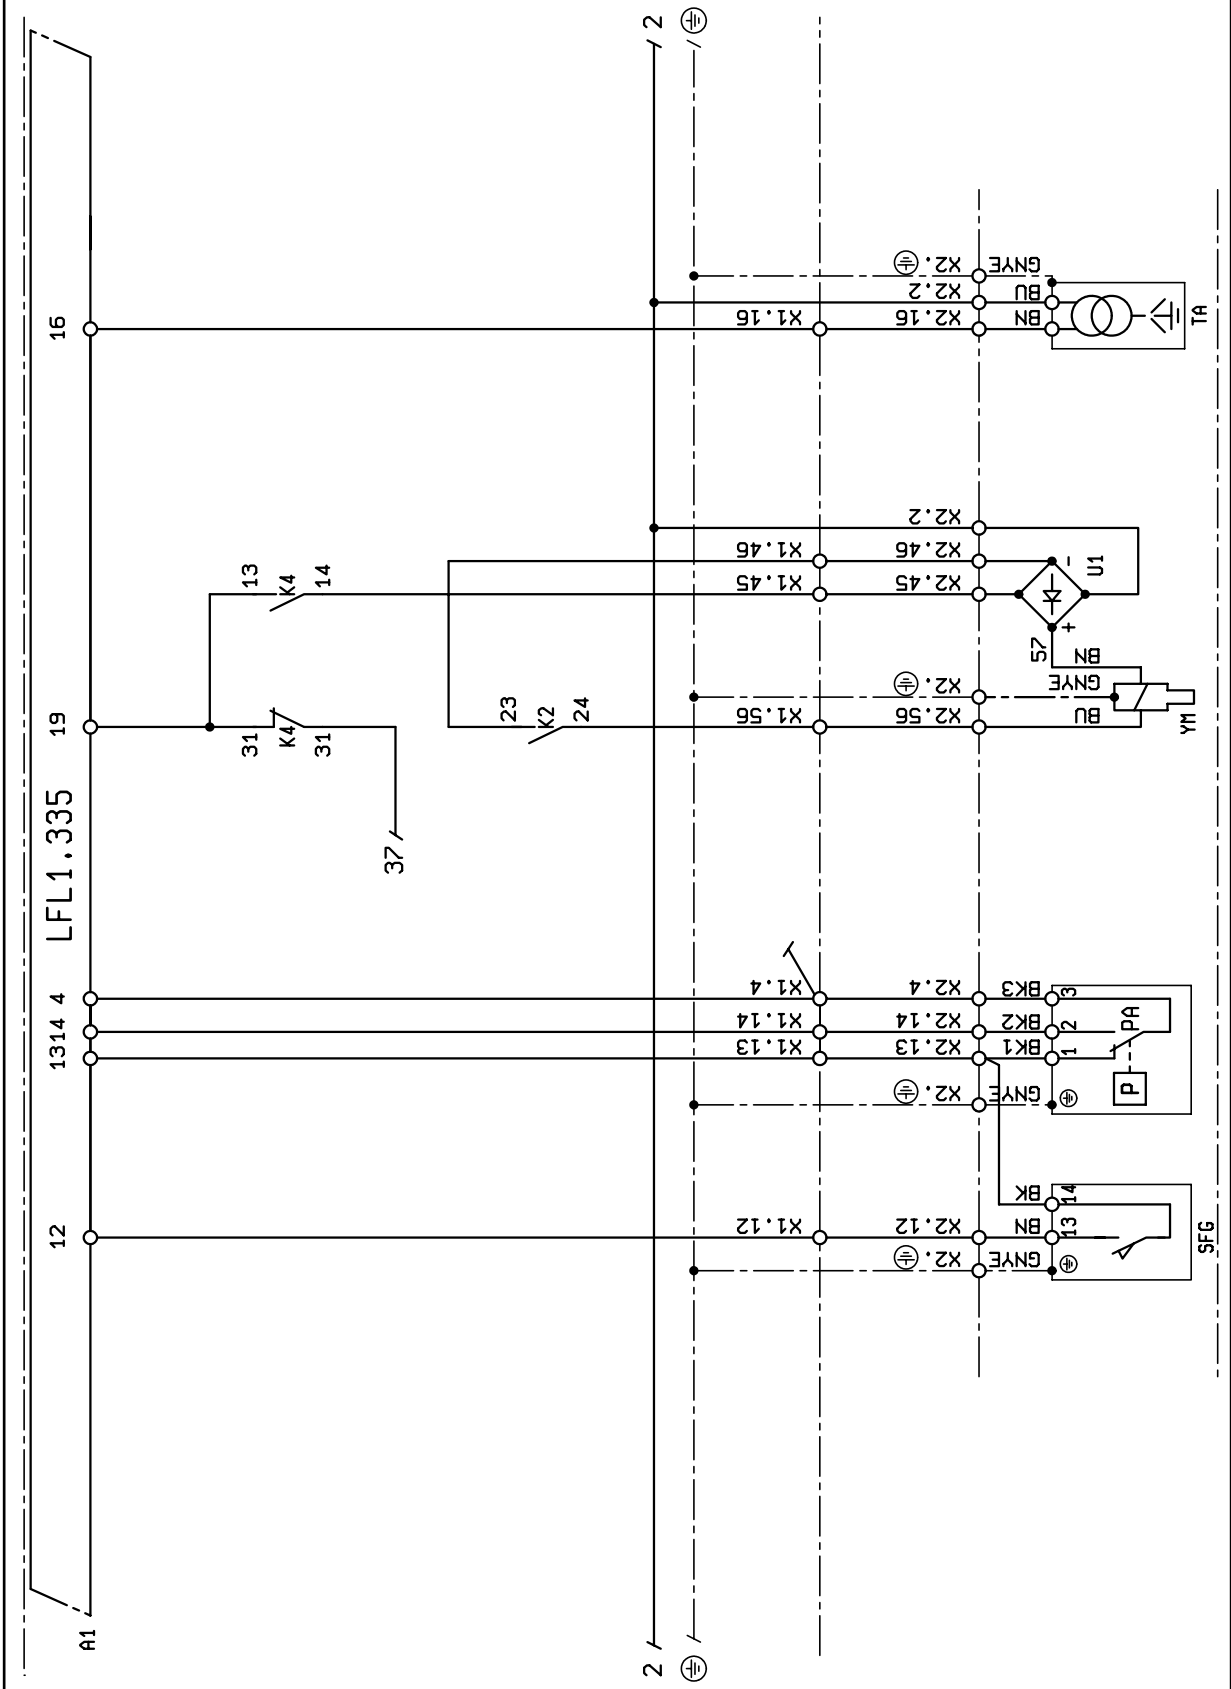 A1
LFL1.335
12
13
14
4
19
16
31
K4
31
13
K4
14
37
23
K2
24
2
2
X1.12
X1.13
X1.14
X1.4
X1.56
X1.45
X1.46
X1.16
X2.
X2.12
X2.
X2.13
X2.14
X2.4
X2.56
X2.
X2.45
X2.46
X2.2
X2.16
X2.2
X2.
GNYE
BN
BK
GNYE
BK1
BK2
BK3
BU
GNYE
BN
BN
BU
GNYE
13
14
1
2
3
57
+
-
U1
P
PA
SFG
YM
TA